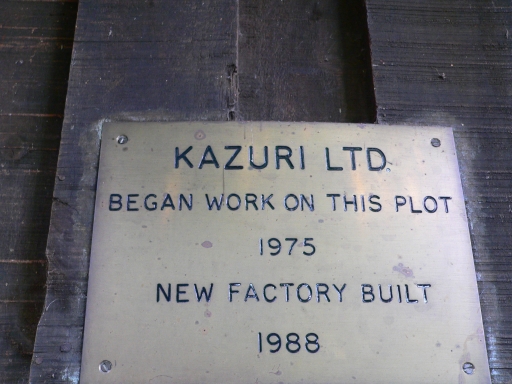 KAZURI LTD
BEGAN WORK ON THIS PLOT
1975
NEW FACTORY BUILT
1988